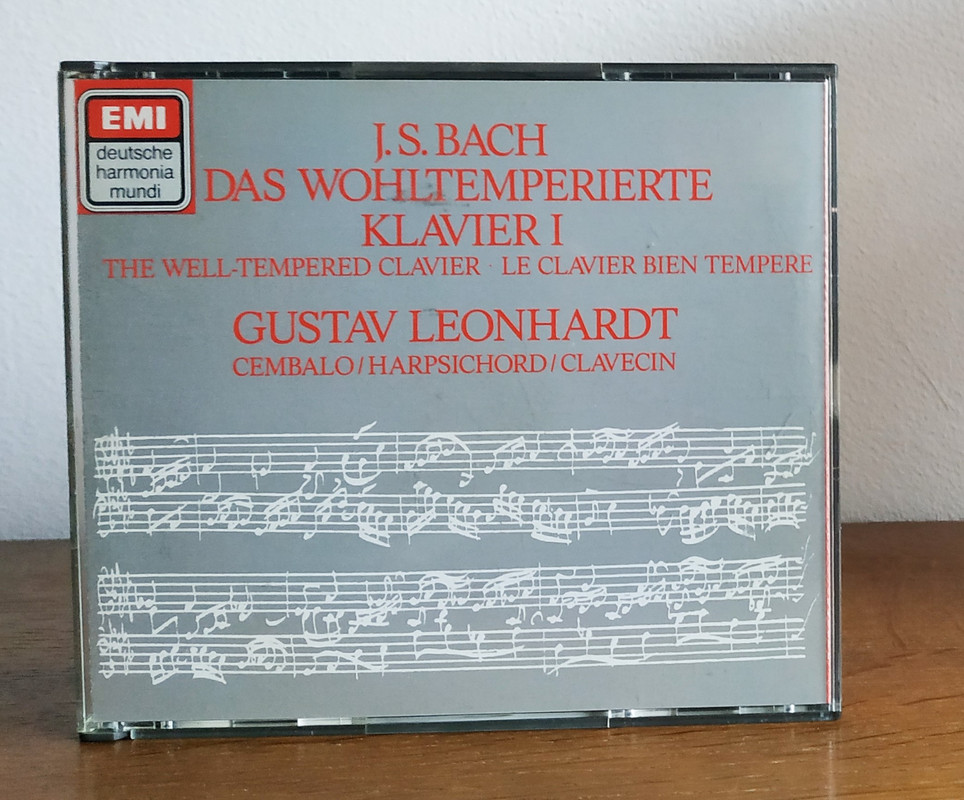 EMI
deutsche
harmonia
mundi
J. S. BACH
DAS WOHLTEMPERIERTE
KLAVIER I
THE WELL-TEMPERED CLAVIER · LE CLAVIER BIEN TEMPERE
GUSTAV LEONHARDT
CEMBALO/HARPSICHORD/CLAVECIN